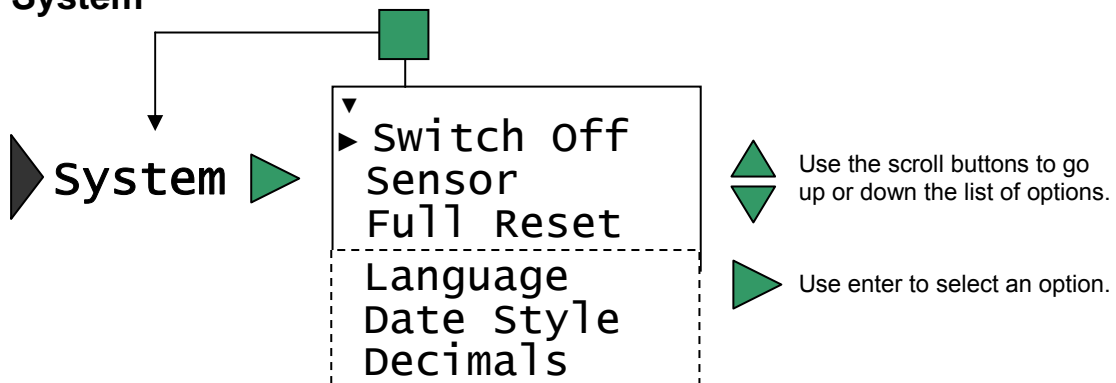 System
System
Switch Off
Sensor
Full Reset
Language
Date Style
Decimals
Use the scroll buttons to go
up or down the list of options.
Use enter to select an option.